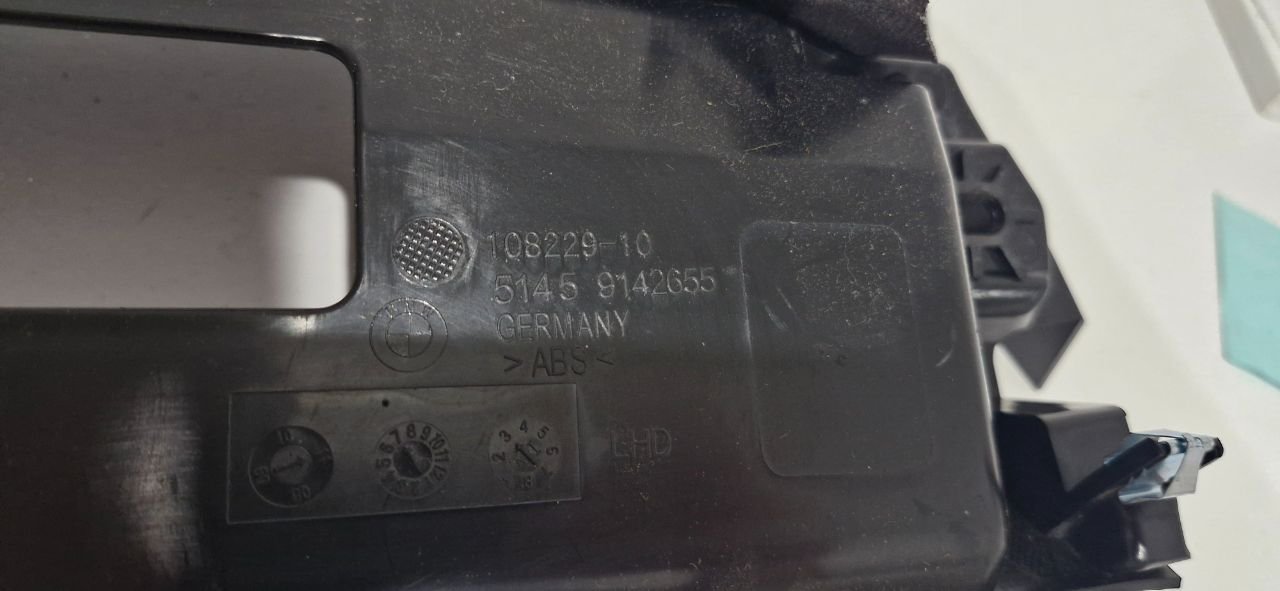 108229-10
5145 9142655
GERMANY
>ABS<
LHD